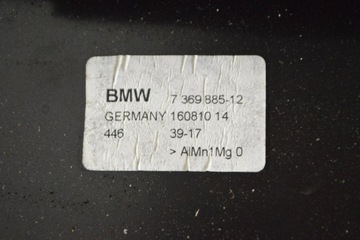 BMW 7 369 885-12
GERMANY 160810 14
446 39-17
> AlMn1Mg 0